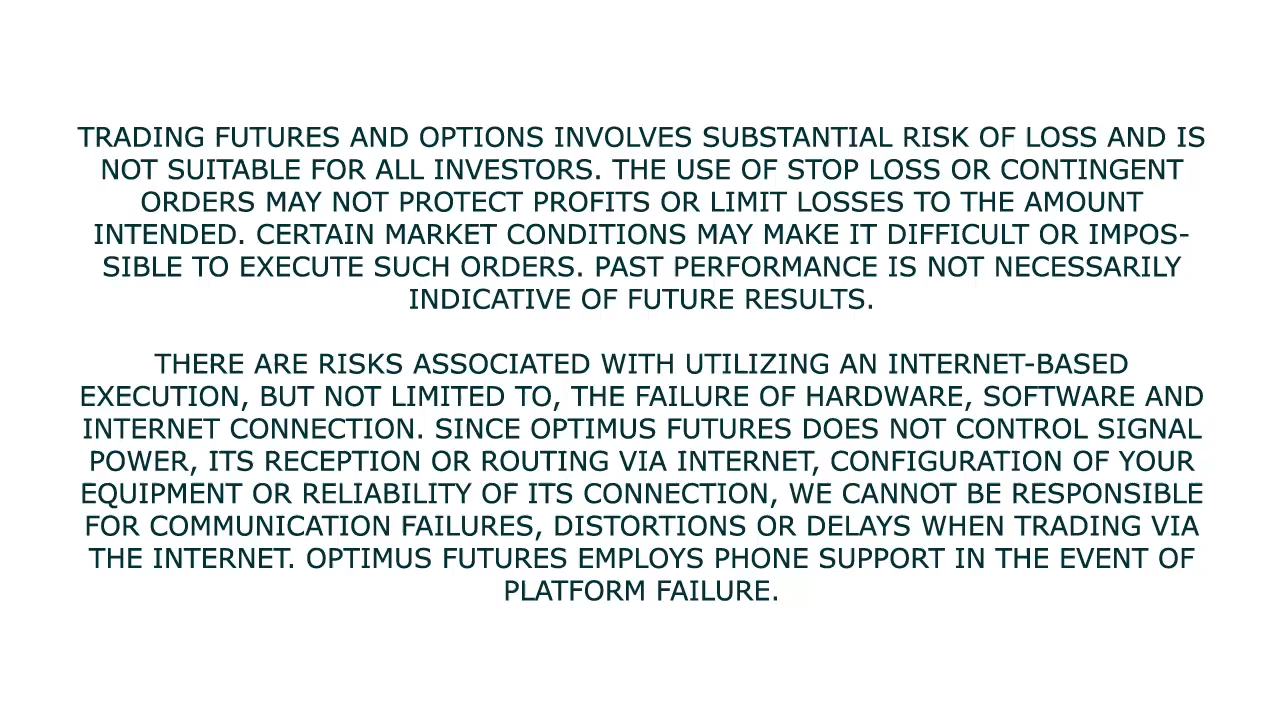 TRADING FUTURES AND OPTIONS INVOLVES SUBSTANTIAL RISK OF LOSS AND IS
NOT SUITABLE FOR ALL INVESTORS. THE USE OF STOP LOSS OR CONTINGENT
ORDERS MAY NOT PROTECT PROFITS OR LIMIT LOSSES TO THE AMOUNT
INTENDED. CERTAIN MARKET CONDITIONS MAY MAKE IT DIFFICULT OR IMPOS-
SIBLE TO EXECUTE SUCH ORDERS. PAST PERFORMANCE IS NOT NECESSARILY
INDICATIVE OF FUTURE RESULTS.
THERE ARE RISKS ASSOCIATED WITH UTILIZING AN INTERNET-BASED
EXECUTION, BUT NOT LIMITED TO, THE FAILURE OF HARDWARE, SOFTWARE AND
INTERNET CONNECTION. SINCE OPTIMUS FUTURES DOES NOT CONTROL SIGNAL
POWER, ITS RECEPTION OR ROUTING VIA INTERNET, CONFIGURATION OF YOUR
EQUIPMENT OR RELIABILITY OF ITS CONNECTION, WE CANNOT BE RESPONSIBLE
FOR COMMUNICATION FAILURES, DISTORTIONS OR DELAYS WHEN TRADING VIA
THE INTERNET. OPTIMUS FUTURES EMPLOYS PHONE SUPPORT IN THE EVENT OF
PLATFORM FAILURE.